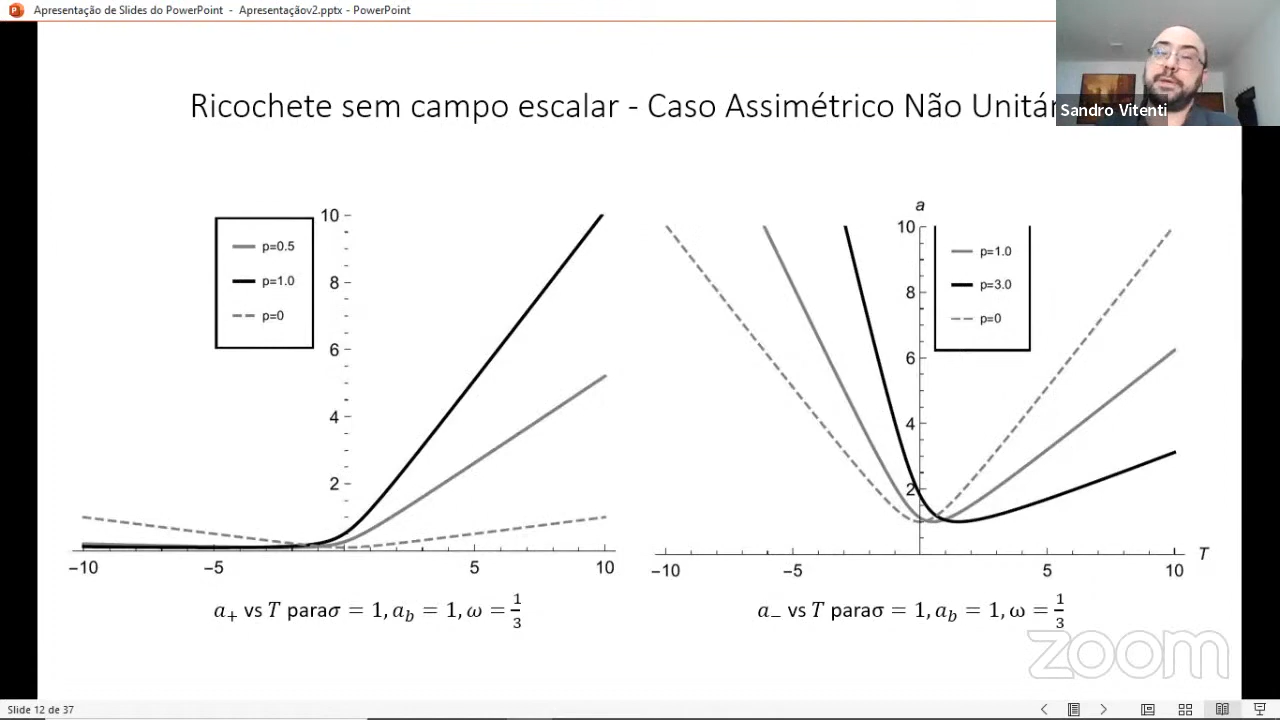 Apresentação de Slides do PowerPoint - Apresentaçãov2.pptx - PowerPoint
Sandro Vitenti
Ricochete sem campo escalar - Caso Assimétrico Não Unitár
p=0.5
p=1.0
p=0
10
8
6
4
2
−10
−5
5
10
a₊ vs T paraσ = 1, a_b = 1, ω = 1/3
a
p=1.0
p=3.0
p=0
10
8
6
4
2
T
−10
−5
5
10
a₋ vs T paraσ = 1, a_b = 1, ω = 1/3
zoom
Slide 12 de 37